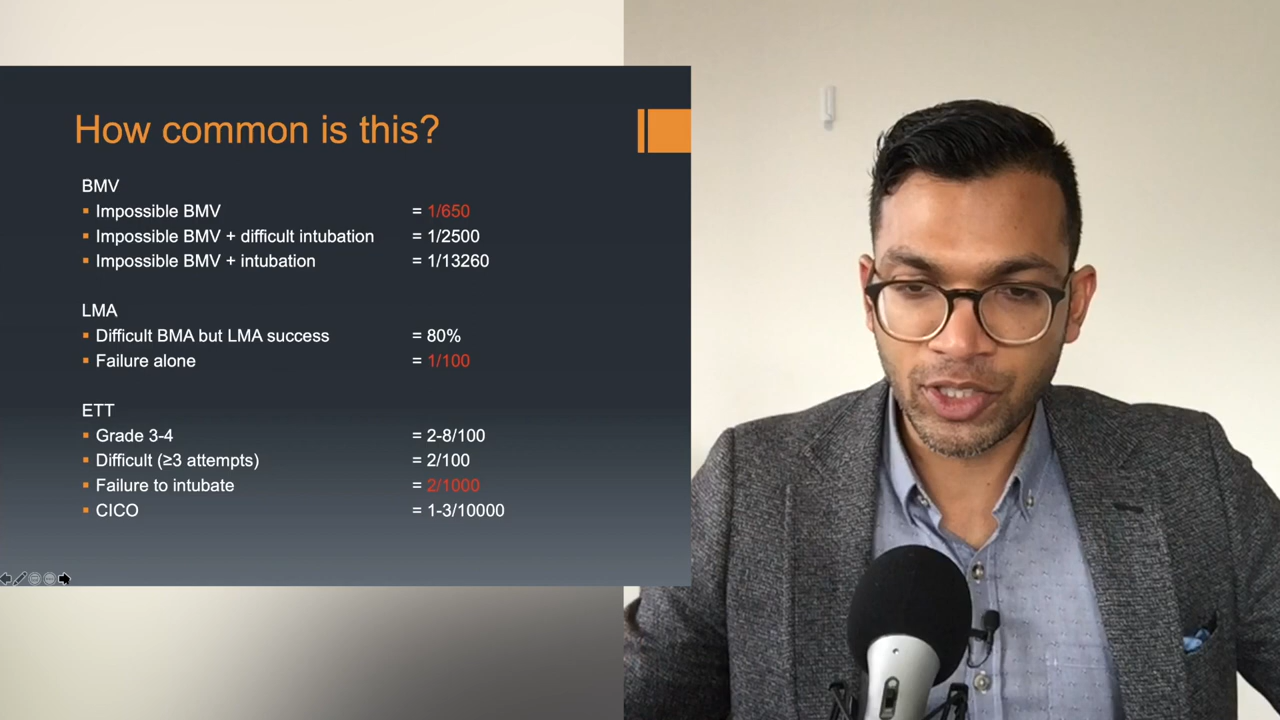 How common is this?
BMV
▪ Impossible BMV = 1/650
▪ Impossible BMV + difficult intubation = 1/2500
▪ Impossible BMV + intubation = 1/13260
LMA
▪ Difficult BMA but LMA success = 80%
▪ Failure alone = 1/100
ETT
▪ Grade 3-4 = 2-8/100
▪ Difficult (≥3 attempts) = 2/100
▪ Failure to intubate = 2/1000
▪ CICO = 1-3/10000